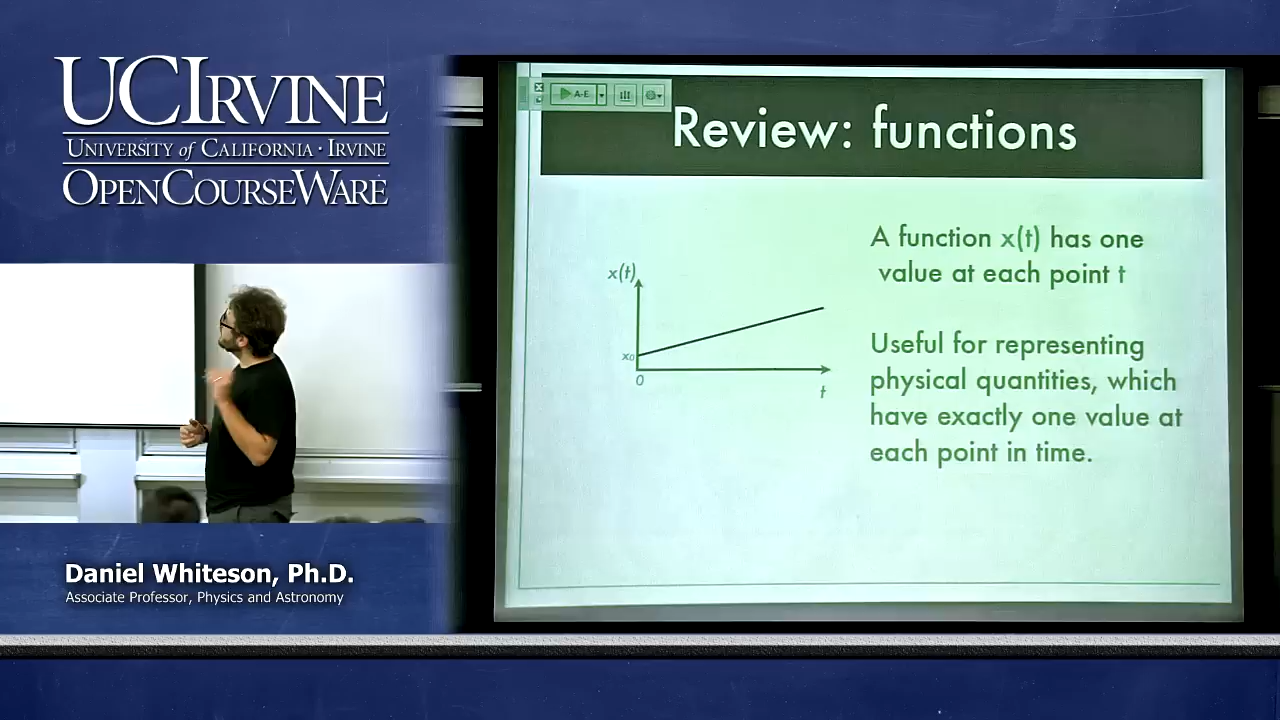 UCIRVINE
UNIVERSITY of CALIFORNIA · IRVINE
OPENCOURSEWARE
Daniel Whiteson, Ph.D.
Associate Professor, Physics and Astronomy
A-E
Review: functions
x(t)
x₀
0
t
A function x(t) has one
value at each point t
Useful for representing
physical quantities, which
have exactly one value at
each point in time.